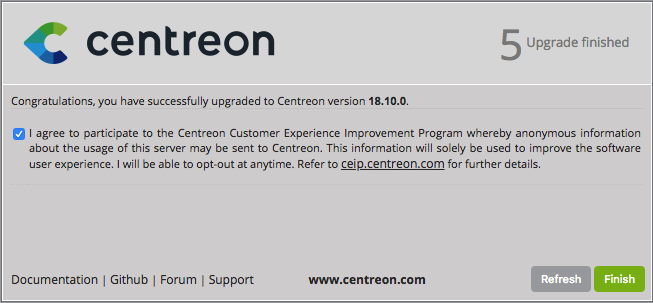 centreon
5 Upgrade finished
Congratulations, you have successfully upgraded to Centreon version 18.10.0.
I agree to participate to the Centreon Customer Experience Improvement Program whereby anonymous information
about the usage of this server may be sent to Centreon. This information will solely be used to improve the software
user experience. I will be able to opt-out at anytime. Refer to ceip.centreon.com for further details.
Documentation | Github | Forum | Support www.centreon.com Refresh Finish